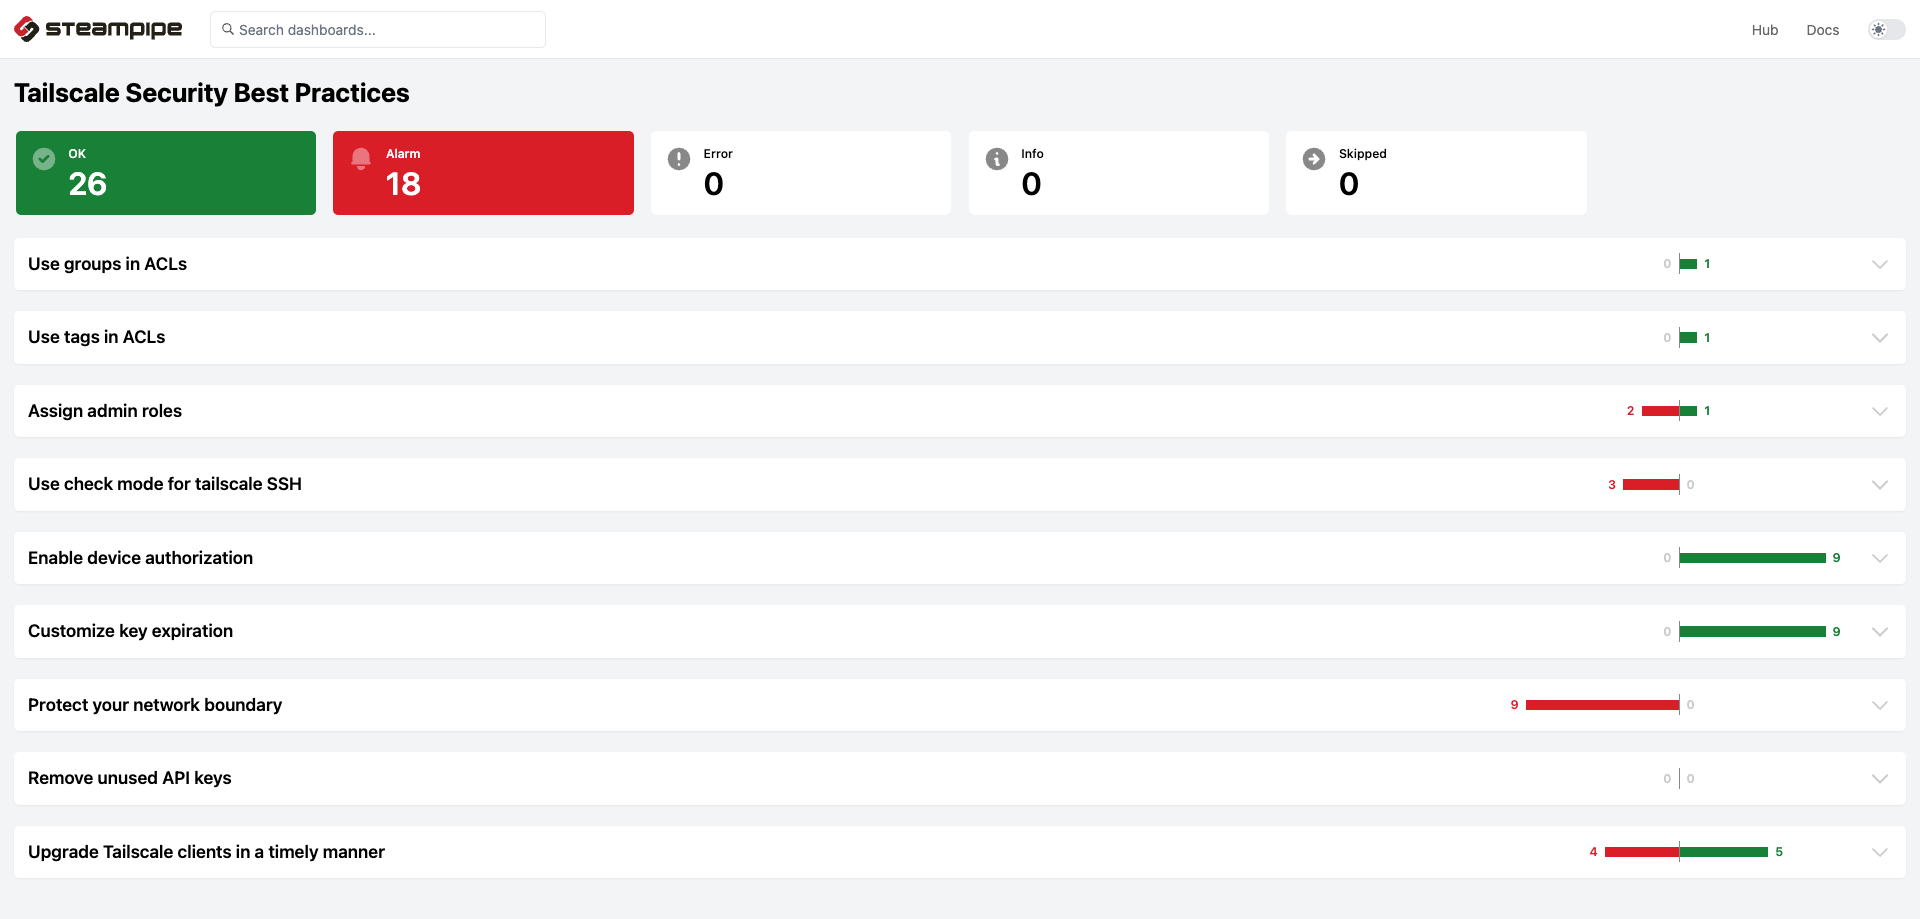 steampipe
Search dashboards...
Hub
Docs
Tailscale Security Best Practices
OK
26
Alarm
18
Error
0
Info
0
Skipped
0
Use groups in ACLs
0
1
Use tags in ACLs
0
1
Assign admin roles
2
1
Use check mode for tailscale SSH
3
0
Enable device authorization
0
9
Customize key expiration
0
9
Protect your network boundary
9
0
Remove unused API keys
0
0
Upgrade Tailscale clients in a timely manner
4
5